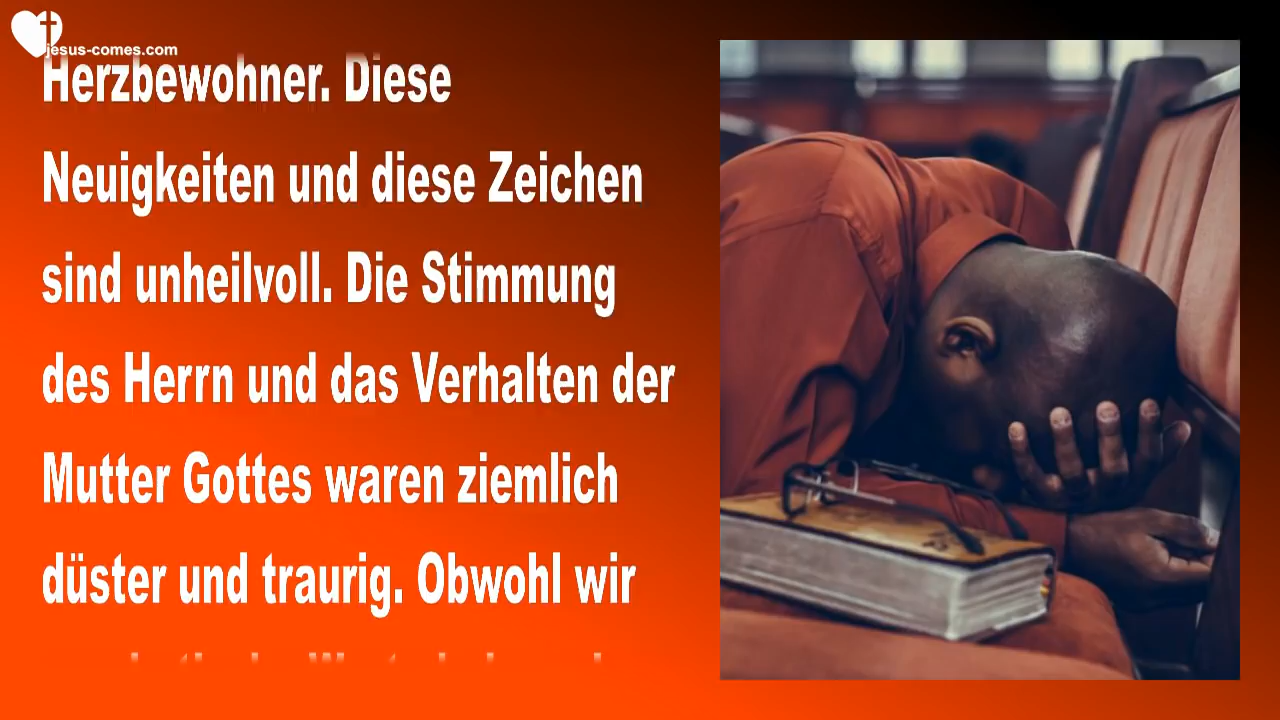 jesus-comes.com
Herzbewohner. Diese
Neuigkeiten und diese Zeichen
sind unheilvoll. Die Stimmung
des Herrn und das Verhalten der
Mutter Gottes waren ziemlich
düster und traurig. Obwohl wir